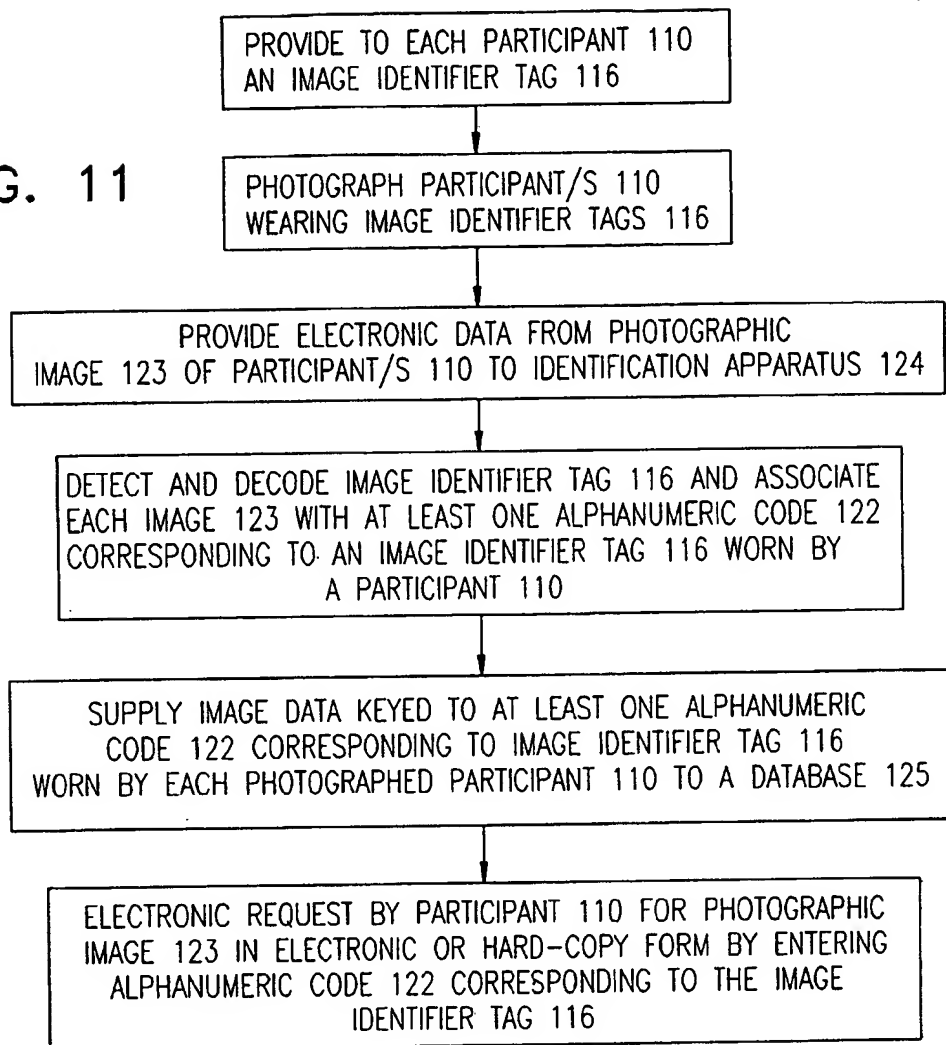 PROVIDE TO EACH PARTICIPANT 110
AN IMAGE IDENTIFIER TAG 116
G. 11
PHOTOGRAPH PARTICIPANT/S 110
WEARING IMAGE IDENTIFIER TAGS 116
PROVIDE ELECTRONIC DATA FROM PHOTOGRAPHIC
IMAGE 123 OF PARTICIPANT/S 110 TO IDENTIFICATION APPARATUS 124
DETECT AND DECODE IMAGE IDENTIFIER TAG 116 AND ASSOCIATE
EACH IMAGE 123 WITH AT LEAST ONE ALPHANUMERIC CODE 122
CORRESPONDING TO AN IMAGE IDENTIFIER TAG 116 WORN BY
A PARTICIPANT 110
SUPPLY IMAGE DATA KEYED TO AT LEAST ONE ALPHANUMERIC
CODE 122 CORRESPONDING TO IMAGE IDENTIFIER TAG 116
WORN BY EACH PHOTOGRAPHED PARTICIPANT 110 TO A DATABASE 125
ELECTRONIC REQUEST BY PARTICIPANT 110 FOR PHOTOGRAPHIC
IMAGE 123 IN ELECTRONIC OR HARD-COPY FORM BY ENTERING
ALPHANUMERIC CODE 122 CORRESPONDING TO THE IMAGE
IDENTIFIER TAG 116